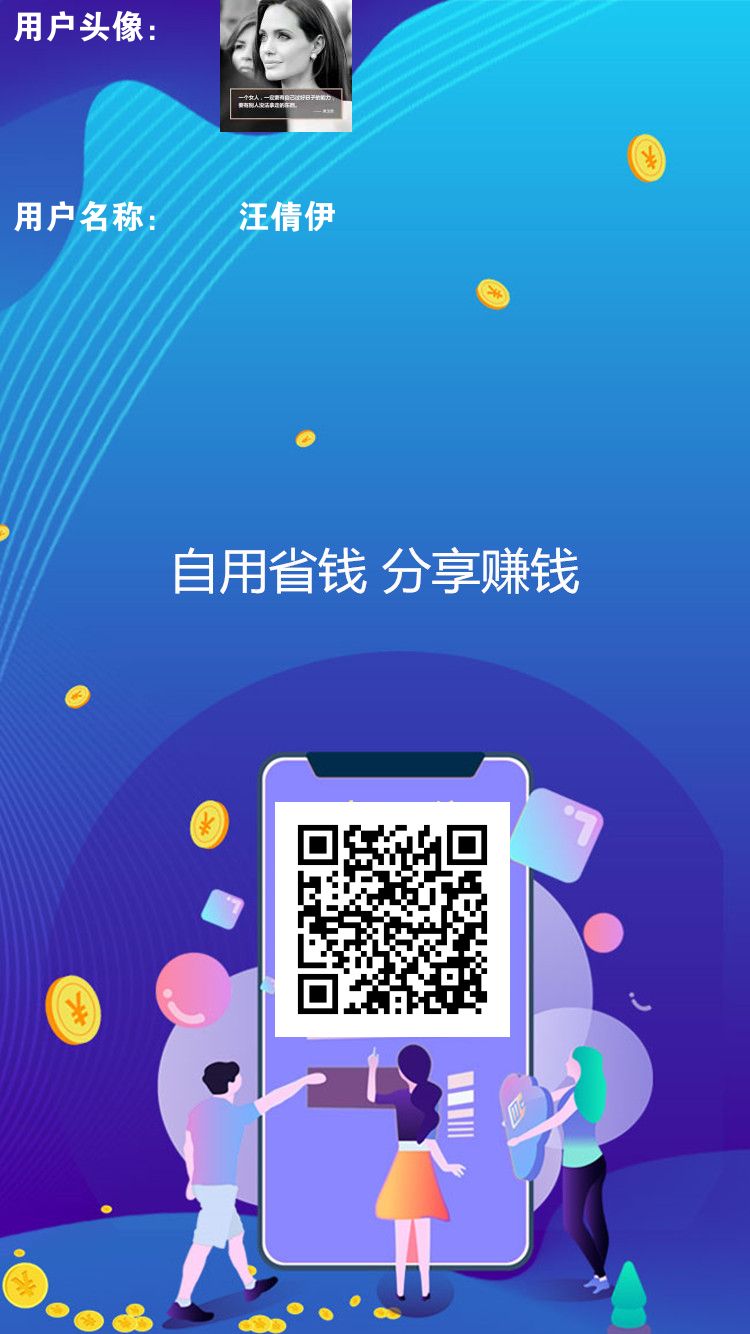 用户头像:
一个女人,一定要有自己过好日子的能力,
要有别人没法拿走的东西。
用户名称:
汪倩伊
自用省钱 分享赚钱